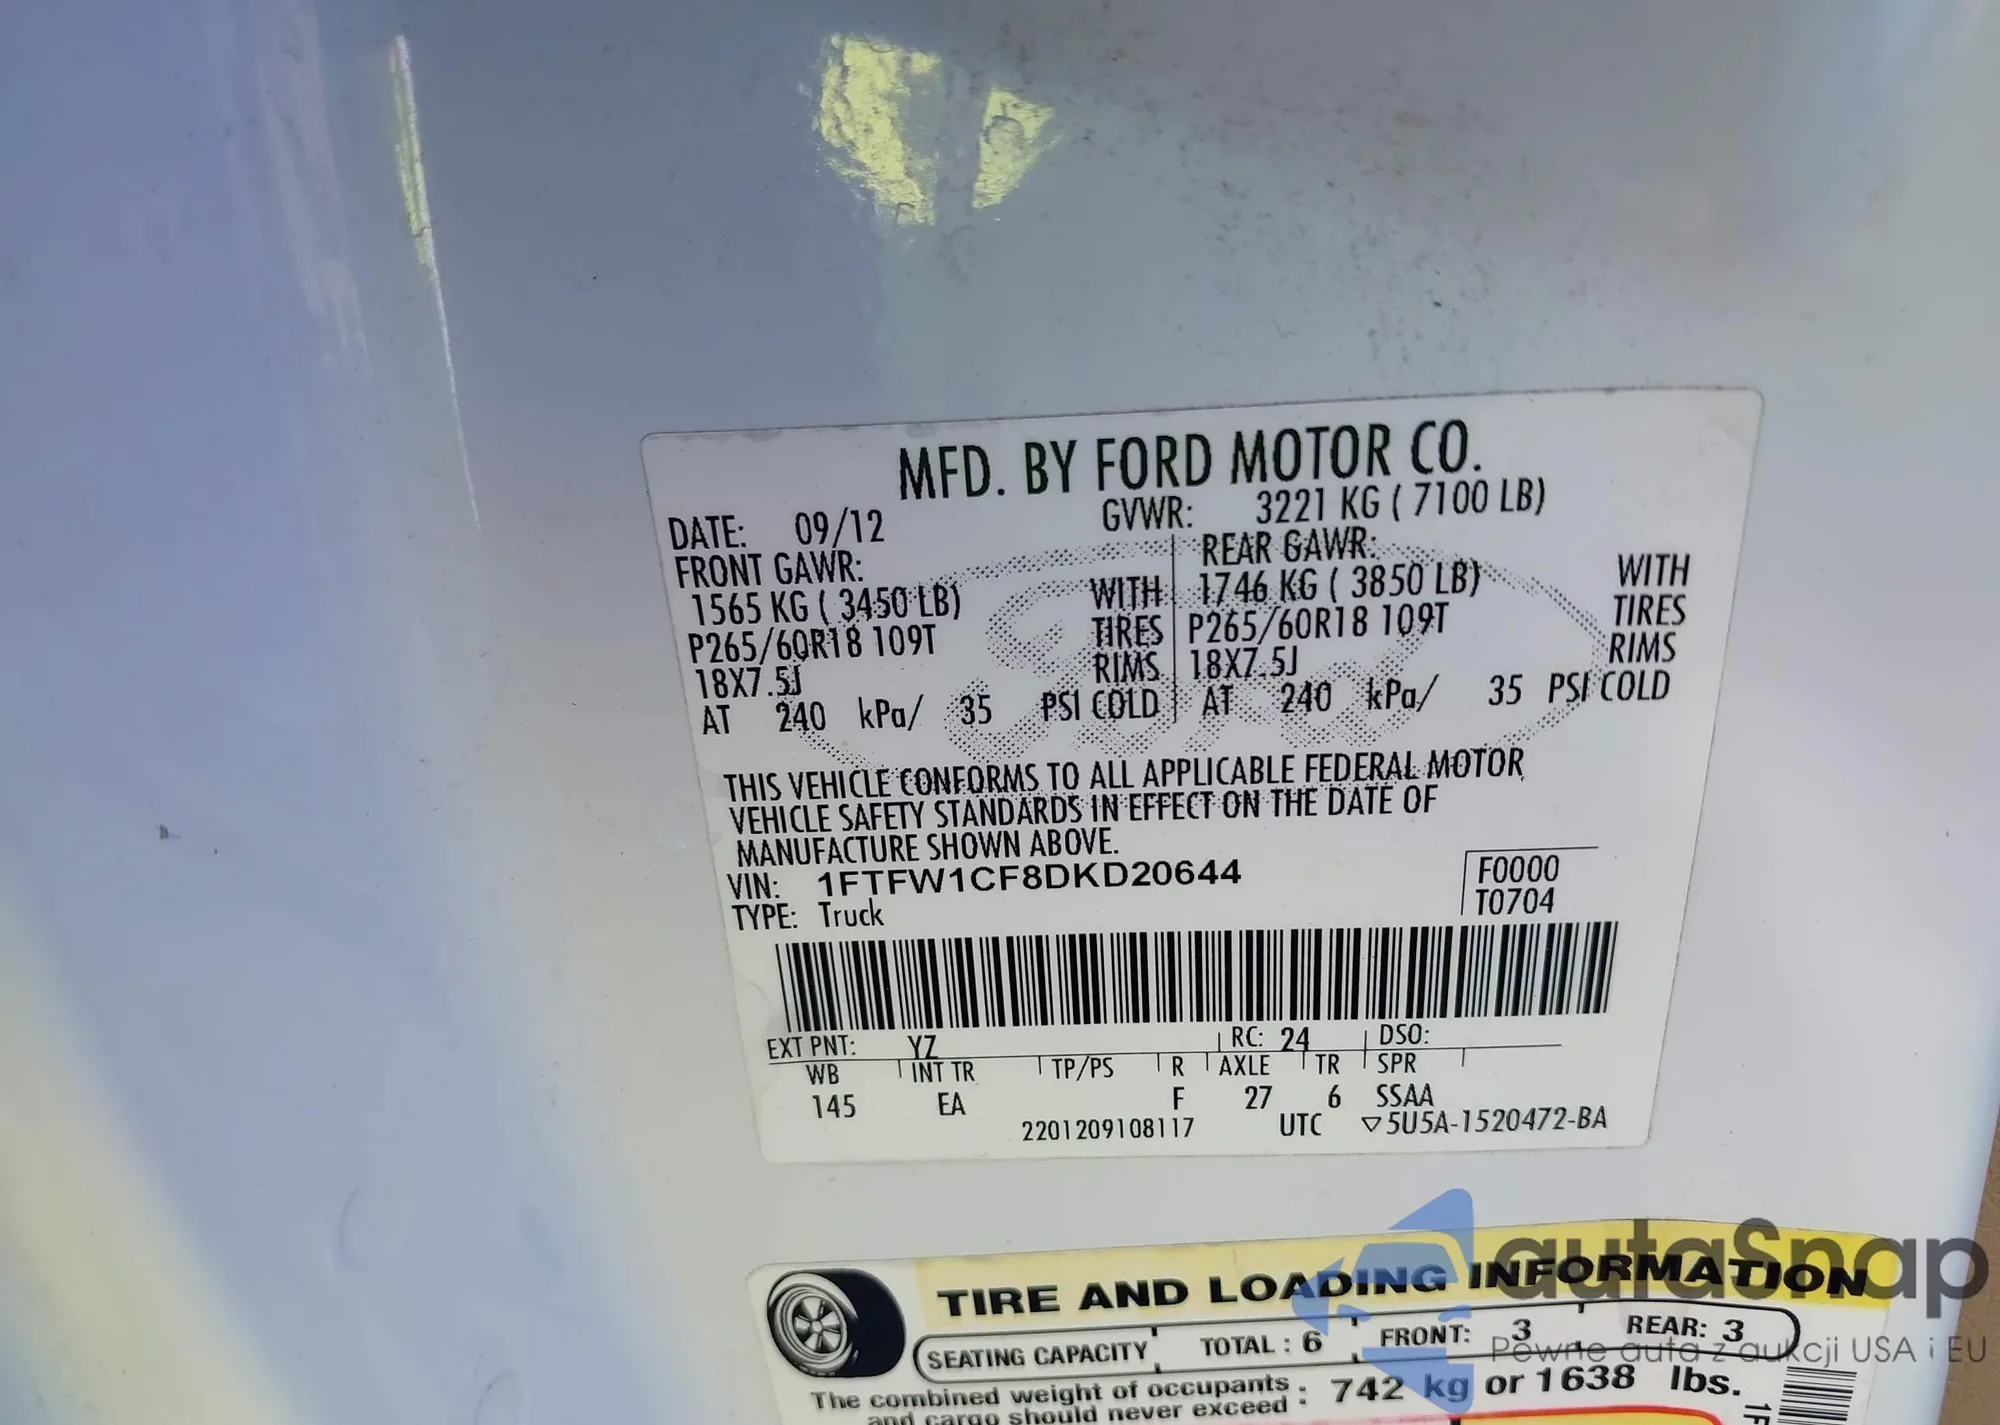 MFD. BY FORD MOTOR CO.
DATE: 09/12 GVWR: 3221 KG ( 7100 LB)
FRONT GAWR: REAR GAWR:
1565 KG ( 3450 LB) WITH 1746 KG ( 3850 LB) WITH
P265/60R18 109T TIRES P265/60R18 109T TIRES
18X7.5J RIMS 18X7.5J RIMS
AT 240 kPa/ 35 PSI COLD AT 240 kPa/ 35 PSI COLD
THIS VEHICLE CONFORMS TO ALL APPLICABLE FEDERAL MOTOR
VEHICLE SAFETY STANDARDS IN EFFECT ON THE DATE OF
MANUFACTURE SHOWN ABOVE.
VIN: 1FTFW1CF8DKD20644 F0000
TYPE: Truck T0704
EXT PNT: YZ RC: 24 DSO:
WB INT TR TP/PS R AXLE TR SPR
145 EA F 27 6 SSAA
2201209108117 UTC ▽5U5A-1520472-BA
autaSnap
TIRE AND LOADING INFORMATION
SEATING CAPACITY TOTAL : 6 FRONT: 3 REAR: 3
Pewne auta z aukcji USA i EU
The combined weight of occupants : 742 kg or 1638 lbs.
and cargo should never exceed
1F